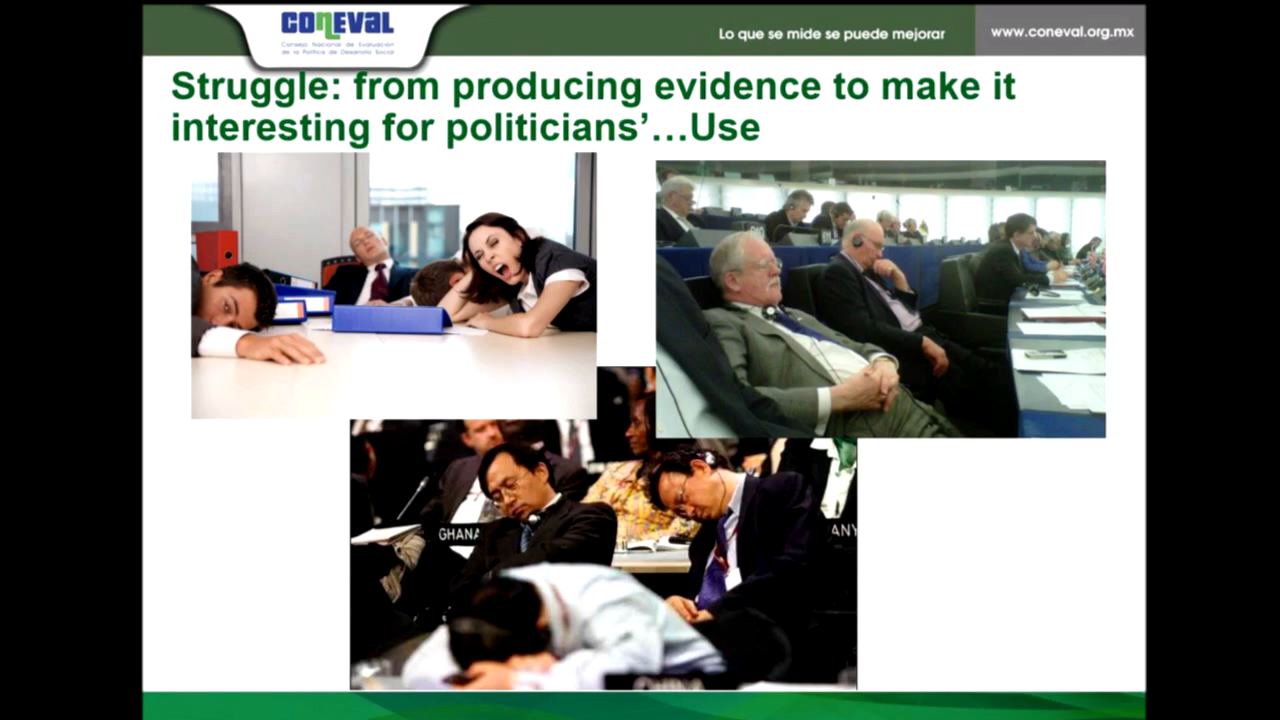 CONEVAL
Consejo Nacional de Evaluación
de la Política de Desarrollo Social
Lo que se mide se puede mejorar
www.coneval.org.mx
Struggle: from producing evidence to make it
interesting for politicians’...Use
GHANA
ANY